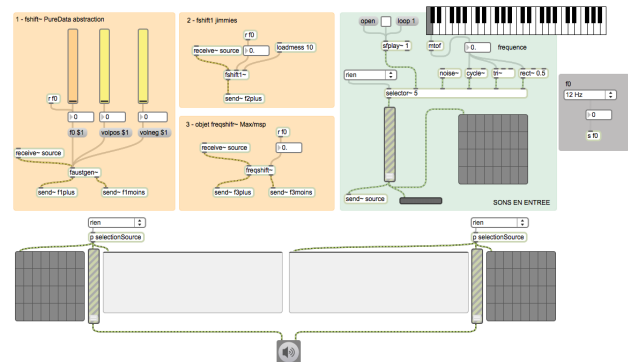 1 - fshift~ PureData abstraction
r f0
0
0
0
f0 $1
volpos $1
volneg $1
receive~ source
faustgen~
send~ f1plus
send~ f1moins
2 - fshift1 jimmies
r f0
receive~ source
0.
loadmess 10
fshift1~
send~ f2plus
3 - objet freqshift~ Max/msp
r f0
receive~ source
0.
freqshift~
send~ f3plus
send~ f3moins
open
loop 1
sfplay~ 1
mtof
0.
frequence
rien
noise~
cycle~
tri~
rect~ 0.5
selector~ 5
send~ source
SONS EN ENTREE
f0
12 Hz
0
s f0
rien
p selectionSource
rien
p selectionSource